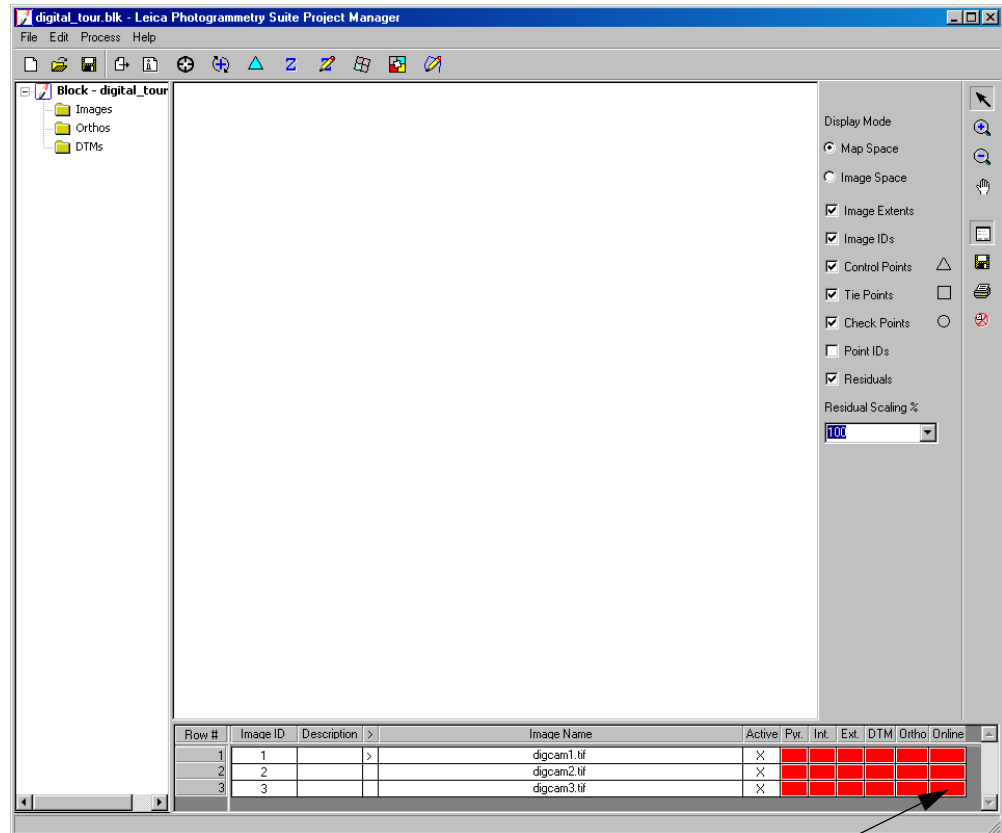 digital_tour.blk - Leica Photogrammetry Suite Project Manager
File Edit Process Help
Block - digital_tour
Images
Orthos
DTMs
Display Mode
Map Space
Image Space
Image Extents
Image IDs
Control Points
Tie Points
Check Points
Point IDs
Residuals
Residual Scaling %
100
Row # Image ID Description > Image Name Active Pyr. Int. Ext. DTM Ortho Online
1 1 > digcam1.tif X
2 2 digcam2.tif X
3 3 digcam3.tif X